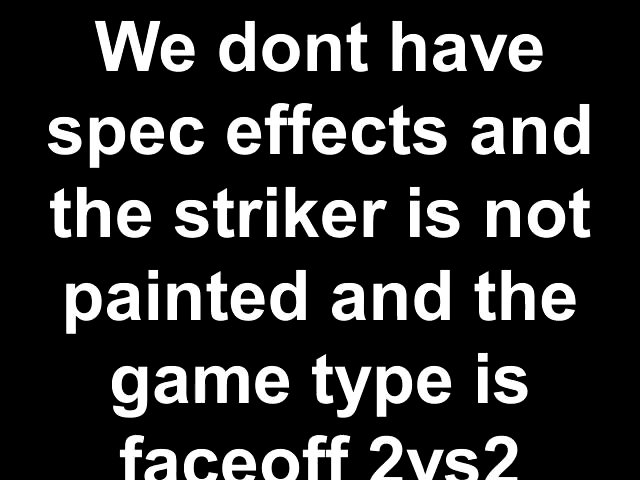 We dont have
spec effects and
the striker is not
painted and the
game type is
faceoff 2vs2